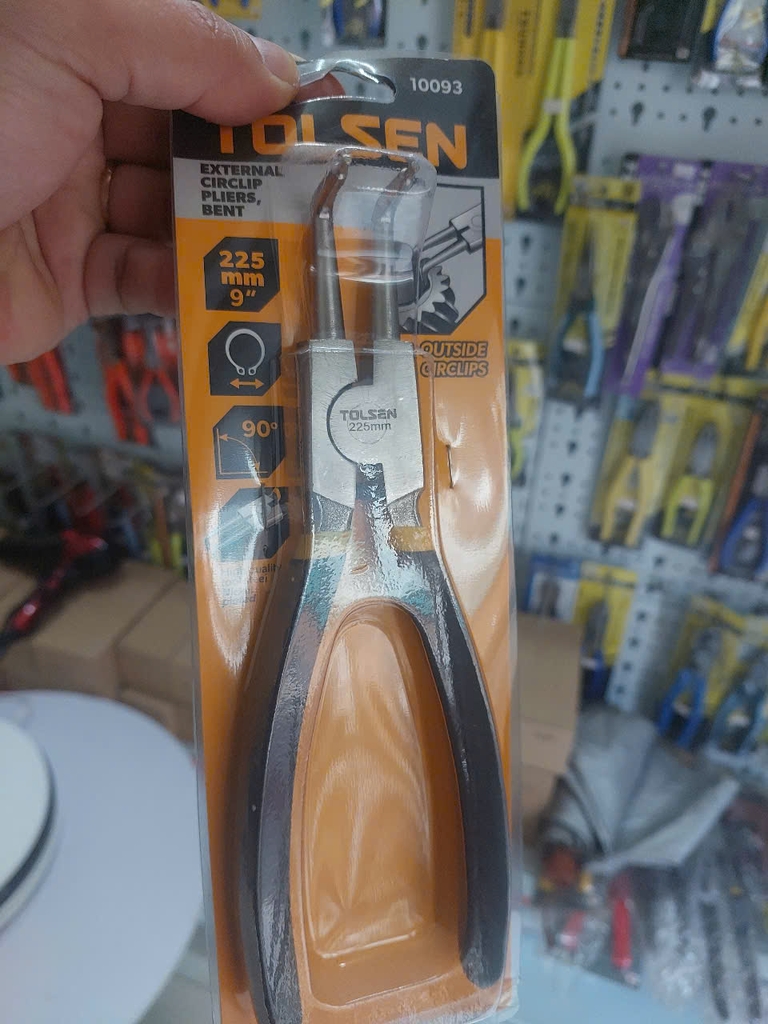 10093
TOLSEN
EXTERNAL
CIRCLIP
PLIERS,
BENT
225
mm
9"
OUTSIDE
CIRCLIPS
90°
TOLSEN
225mm